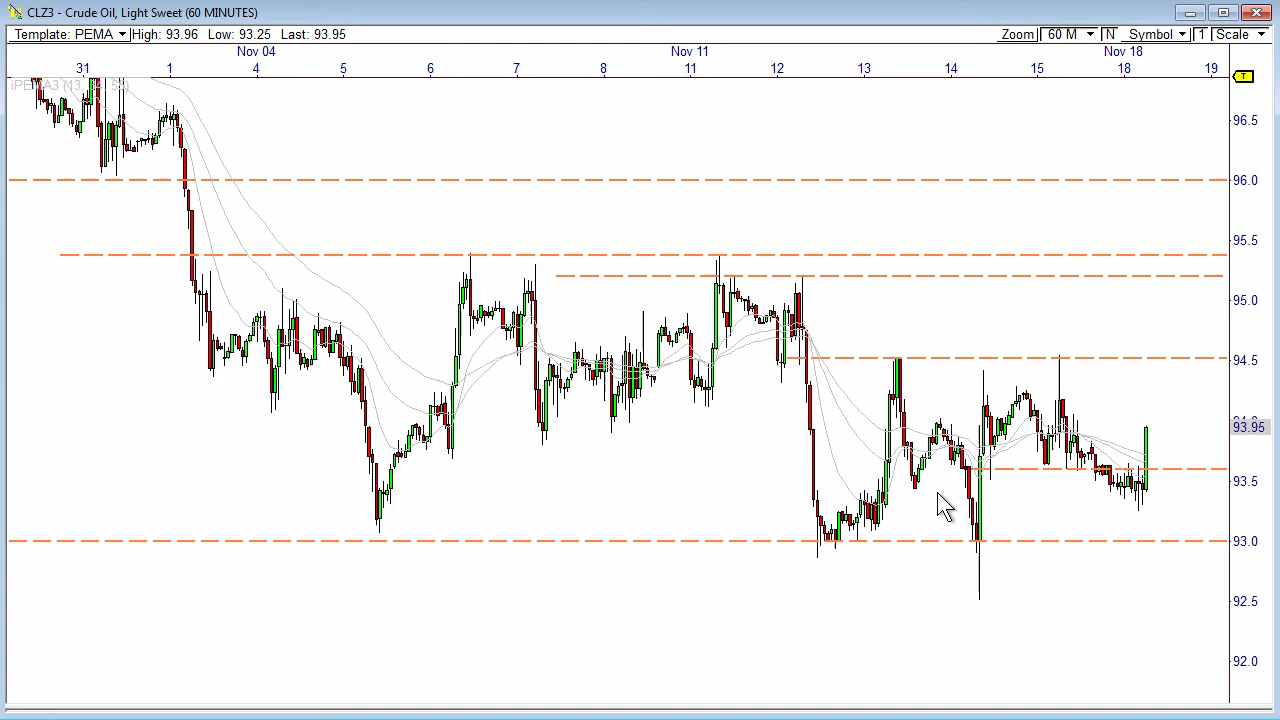 CLZ3 - Crude Oil, Light Sweet (60 MINUTES)
Template: PEMA High: 93.96 Low: 93.25 Last: 93.95 Zoom 60 M N Symbol 1 Scale
Nov 04 Nov 11 Nov 18
31 1 4 5 6 7 8 11 12 13 14 15 18 19
T
iPEMA3 (13,
96.5
96.0
95.5
95.0
94.5
93.95
93.5
93.0
92.5
92.0